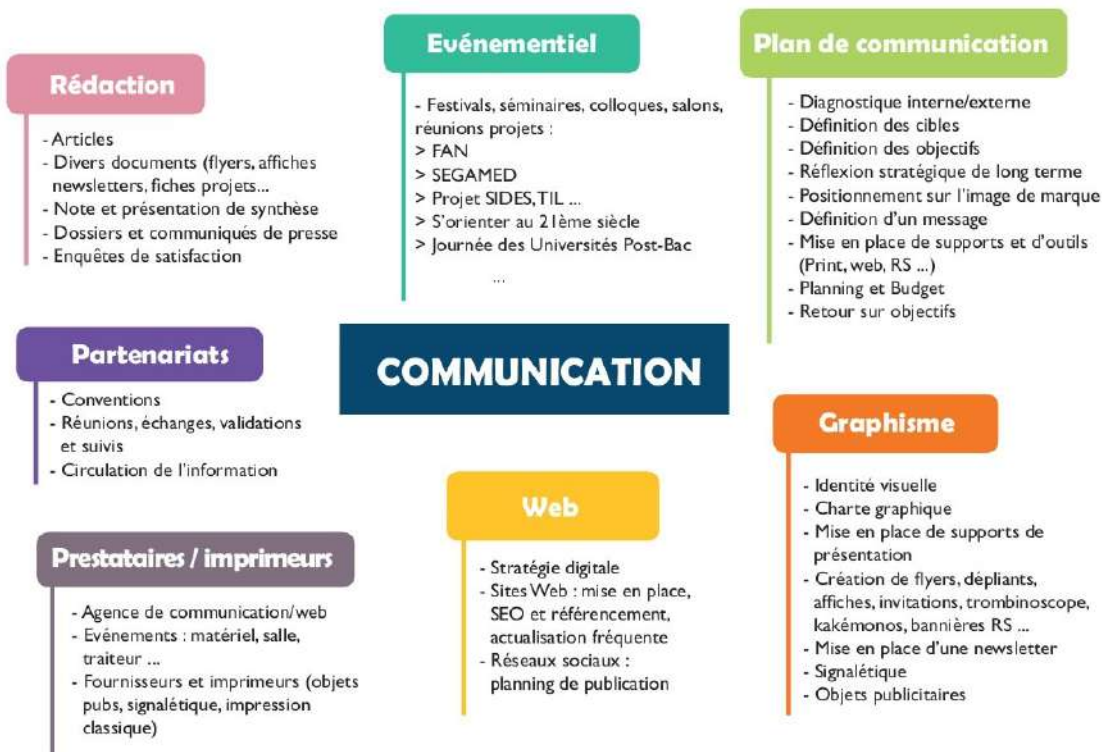 Rédaction
- Articles
- Divers documents (flyers, affiches
newsletters, fiches projets...
- Note et présentation de synthèse
- Dossiers et communiqués de presse
- Enquêtes de satisfaction
Evénementiel
- Festivals, séminaires, colloques, salons,
réunions projets :
> FAN
> SEGAMED
> Projet SIDES, TIL ...
> S'orienter au 21ème siècle
> Journée des Universités Post-Bac
...
Plan de communication
- Diagnostique interne/externe
- Définition des cibles
- Définition des objectifs
- Réflexion stratégique de long terme
- Positionnement sur l'image de marque
- Définition d'un message
- Mise en place de supports et d'outils
(Print, web, RS ...)
- Planning et Budget
- Retour sur objectifs
Partenariats
- Conventions
- Réunions, échanges, validations
et suivis
- Circulation de l'information
COMMUNICATION
Graphisme
- Identité visuelle
- Charte graphique
- Mise en place de supports de
présentation
- Création de flyers, dépliants,
affiches, invitations, trombinoscope,
kakémonos, bannières RS ...
- Mise en place d'une newsletter
- Signalétique
- Objets publicitaires
Web
- Stratégie digitale
- Sites Web : mise en place,
SEO et référencement,
actualisation fréquente
- Réseaux sociaux :
planning de publication
Prestataires / imprimeurs
- Agence de communication/web
- Evénements : matériel, salle,
traiteur ...
- Fournisseurs et imprimeurs (objets
pubs, signalétique, impression
classique)